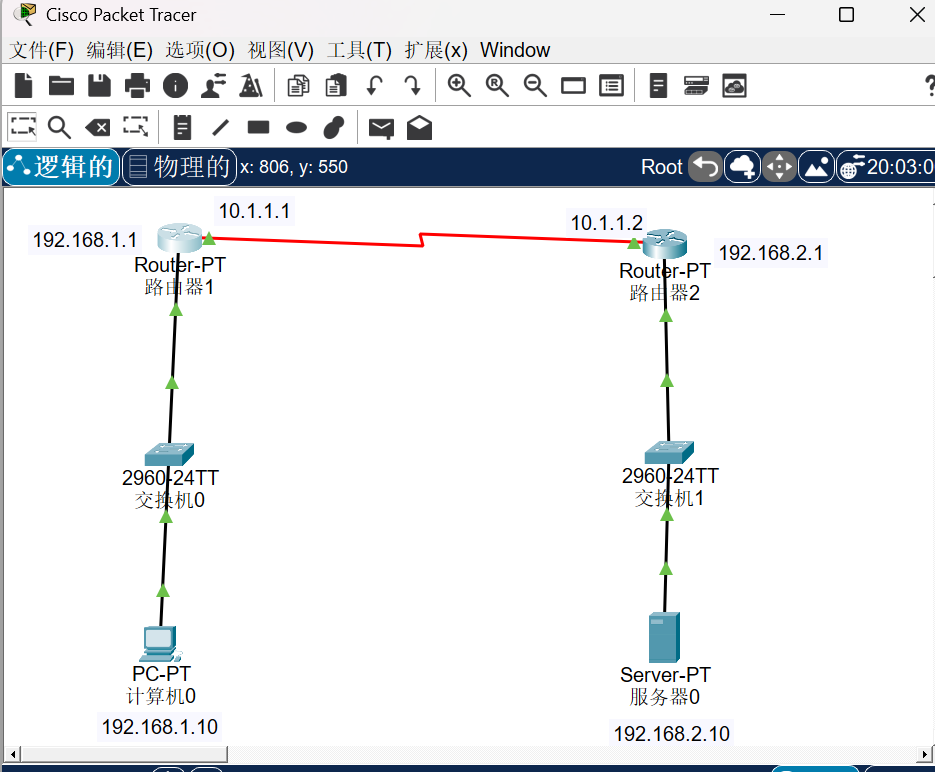 Cisco Packet Tracer
文件(F) 编辑(E) 选项(O) 视图(V) 工具(T) 扩展(x) Window
逻辑的 物理的 x: 806, y: 550 Root 20:03:0
10.1.1.1
10.1.1.2
192.168.1.1
192.168.2.1
Router-PT
路由器1
Router-PT
路由器2
2960-24TT
交换机0
2960-24TT
交换机1
PC-PT
计算机0
192.168.1.10
Server-PT
服务器0
192.168.2.10